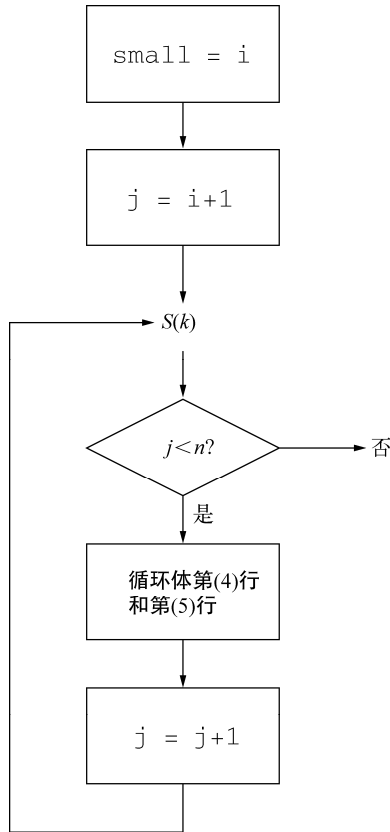 small = i
j = i+1
S(k)
j<n?
否
是
循环体第(4)行
和第(5)行
j = j+1